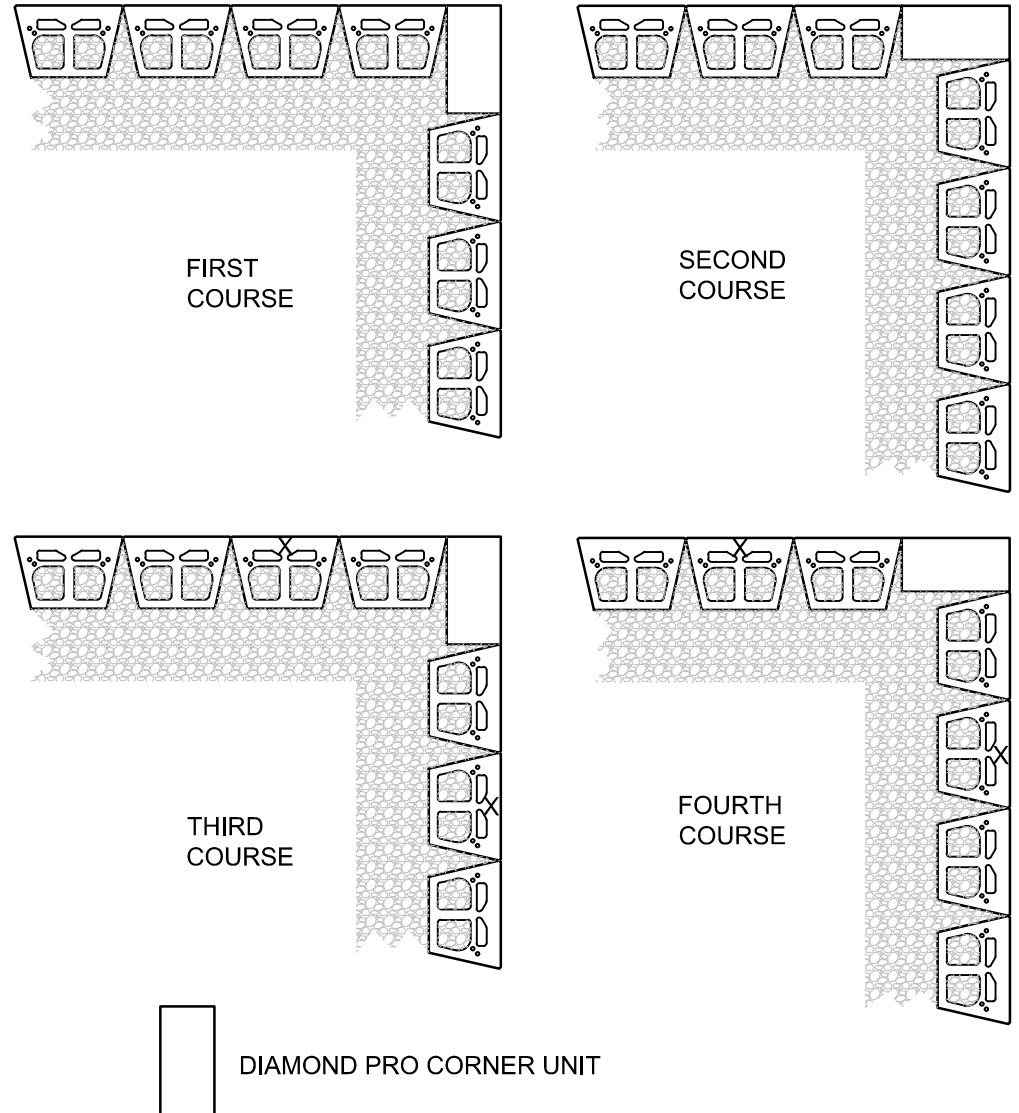 FIRST
COURSE
SECOND
COURSE
X
X
X
X
THIRD
COURSE
FOURTH
COURSE
DIAMOND PRO CORNER UNIT